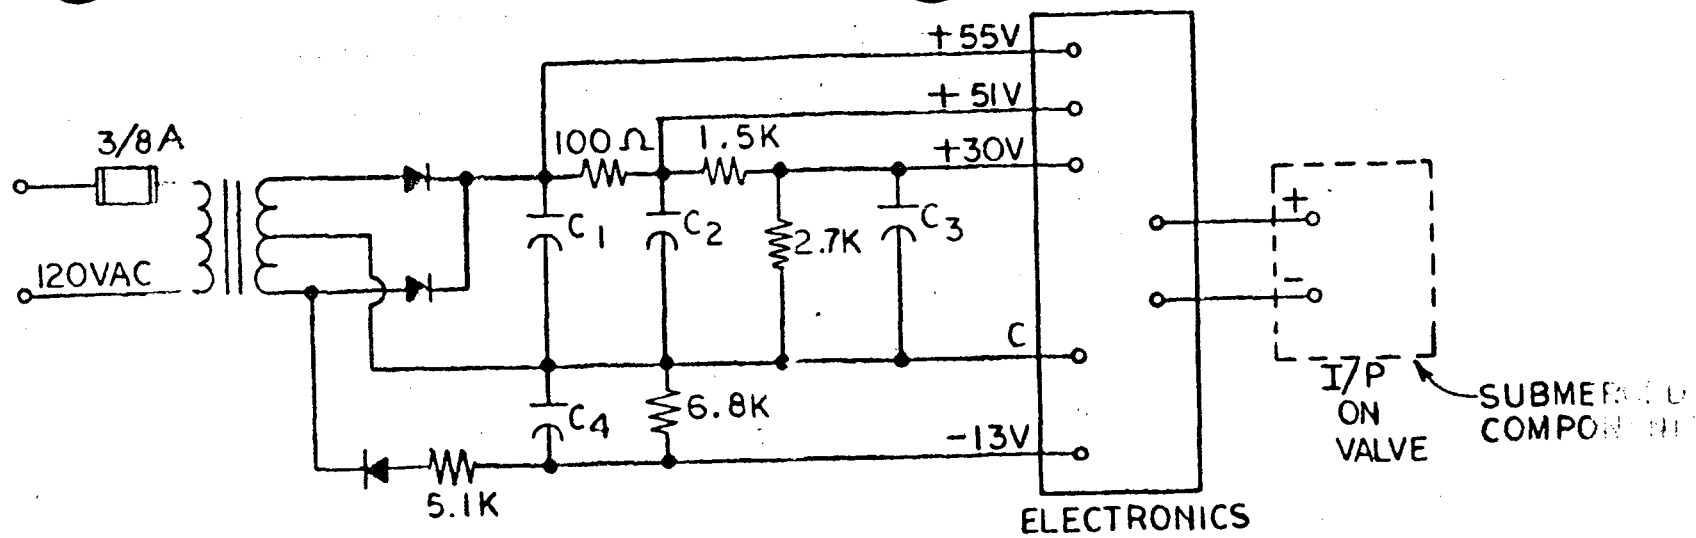 +55V
+51V
3/8A
100Ω
1.5K
+30V
C1
C2
2.7K
C3
+
120VAC
-
C
I/P
ON
VALVE
C4
6.8K
-13V
5.1K
ELECTRONICS